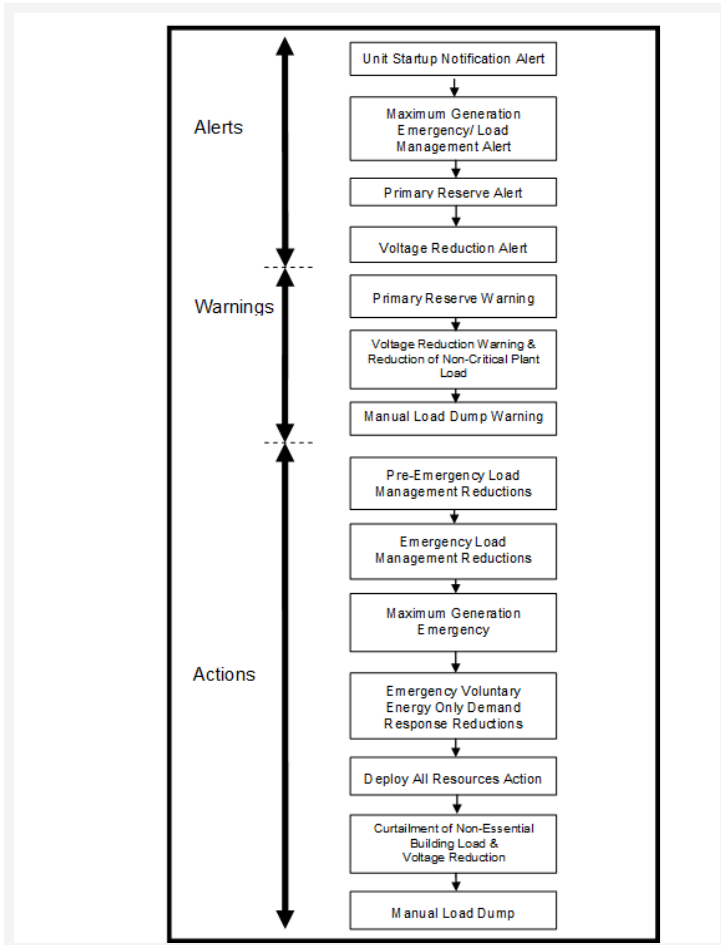 Alerts
Unit Startup Notification Alert
Maximum Generation
Emergency/ Load
Management Alert
Primary Reserve Alert
Voltage Reduction Alert
Warnings
Primary Reserve Warning
Voltage Reduction Warning &
Reduction of Non-Critical Plant
Load
Manual Load Dump Warning
Actions
Pre-Emergency Load
Management Reductions
Emergency Load
Management Reductions
Maximum Generation
Emergency
Emergency Voluntary
Energy Only Demand
Response Reductions
Deploy All Resources Action
Curtailment of Non-Essential
Building Load &
Voltage Reduction
Manual Load Dump